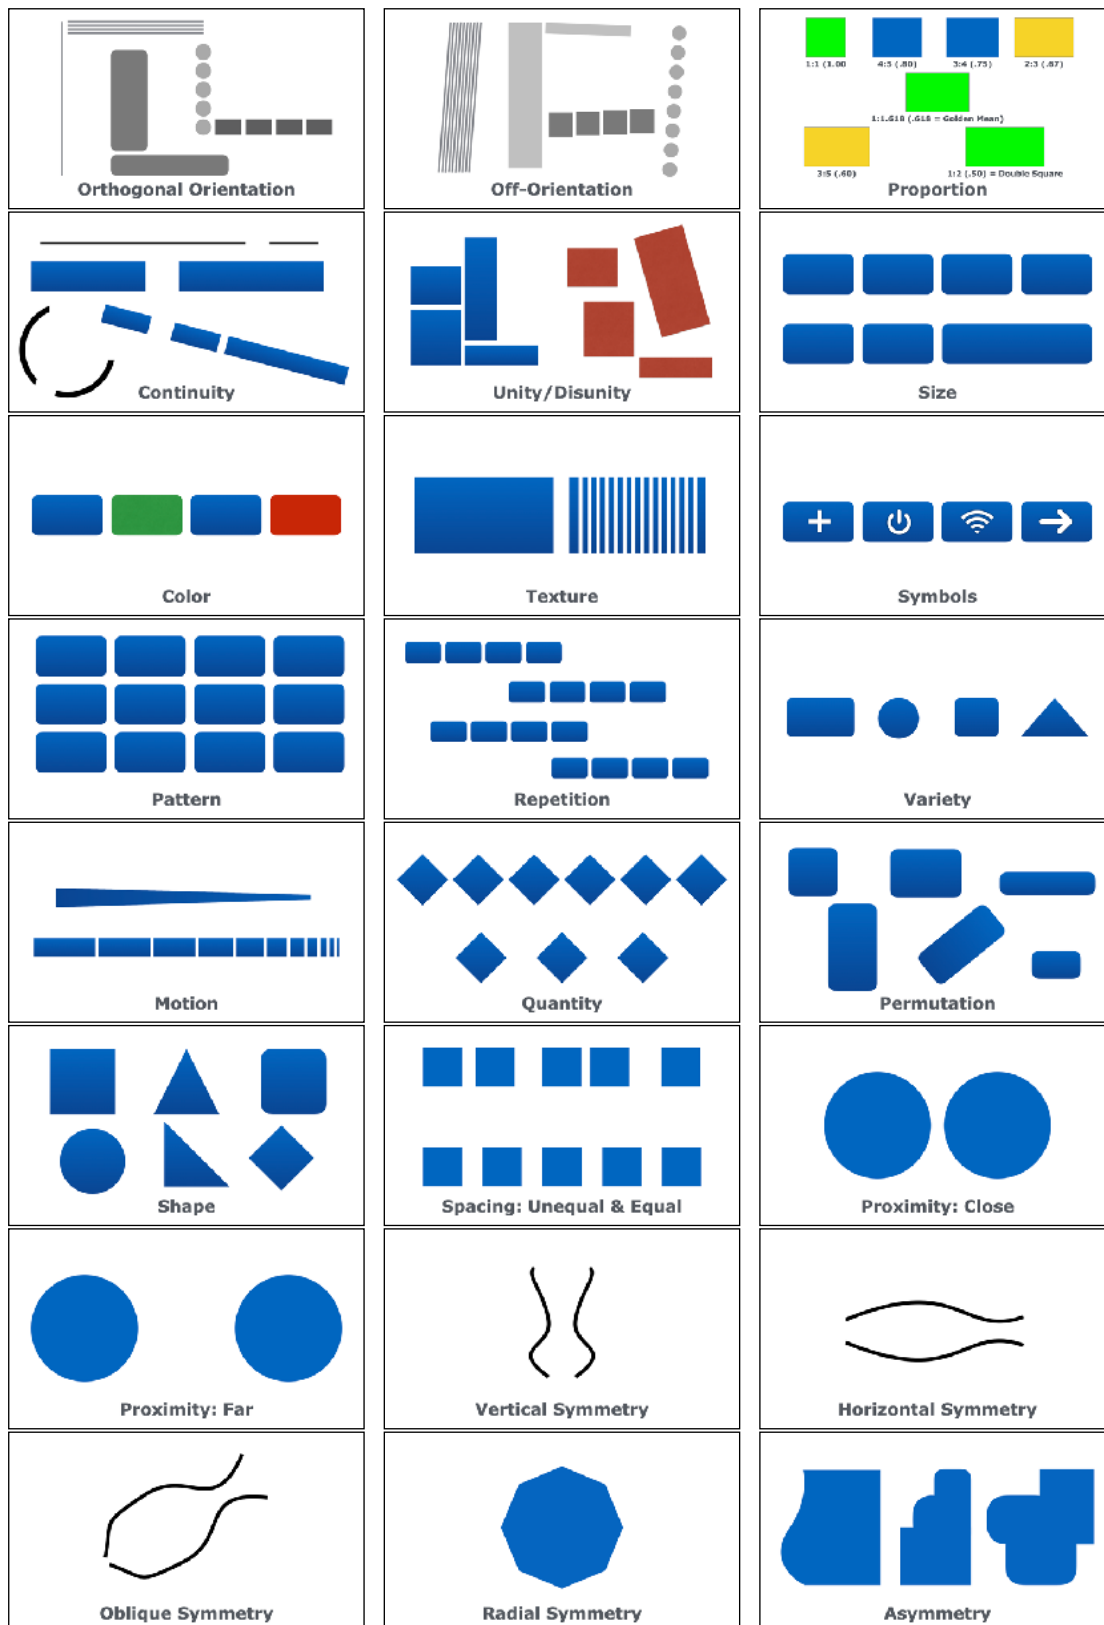 Orthogonal Orientation
Off-Orientation
1:1 (1.00
4:5 (.80)
3:4 (.75)
2:3 (.67)
1:1.618 (.618 = Golden Mean)
3:5 (.60)
1:2 (.50) = Double Square
Proportion
Continuity
Unity/Disunity
Size
Color
Texture
Symbols
Pattern
Repetition
Variety
Motion
Quantity
Permutation
Shape
Spacing: Unequal & Equal
Proximity: Close
Proximity: Far
Vertical Symmetry
Horizontal Symmetry
Oblique Symmetry
Radial Symmetry
Asymmetry